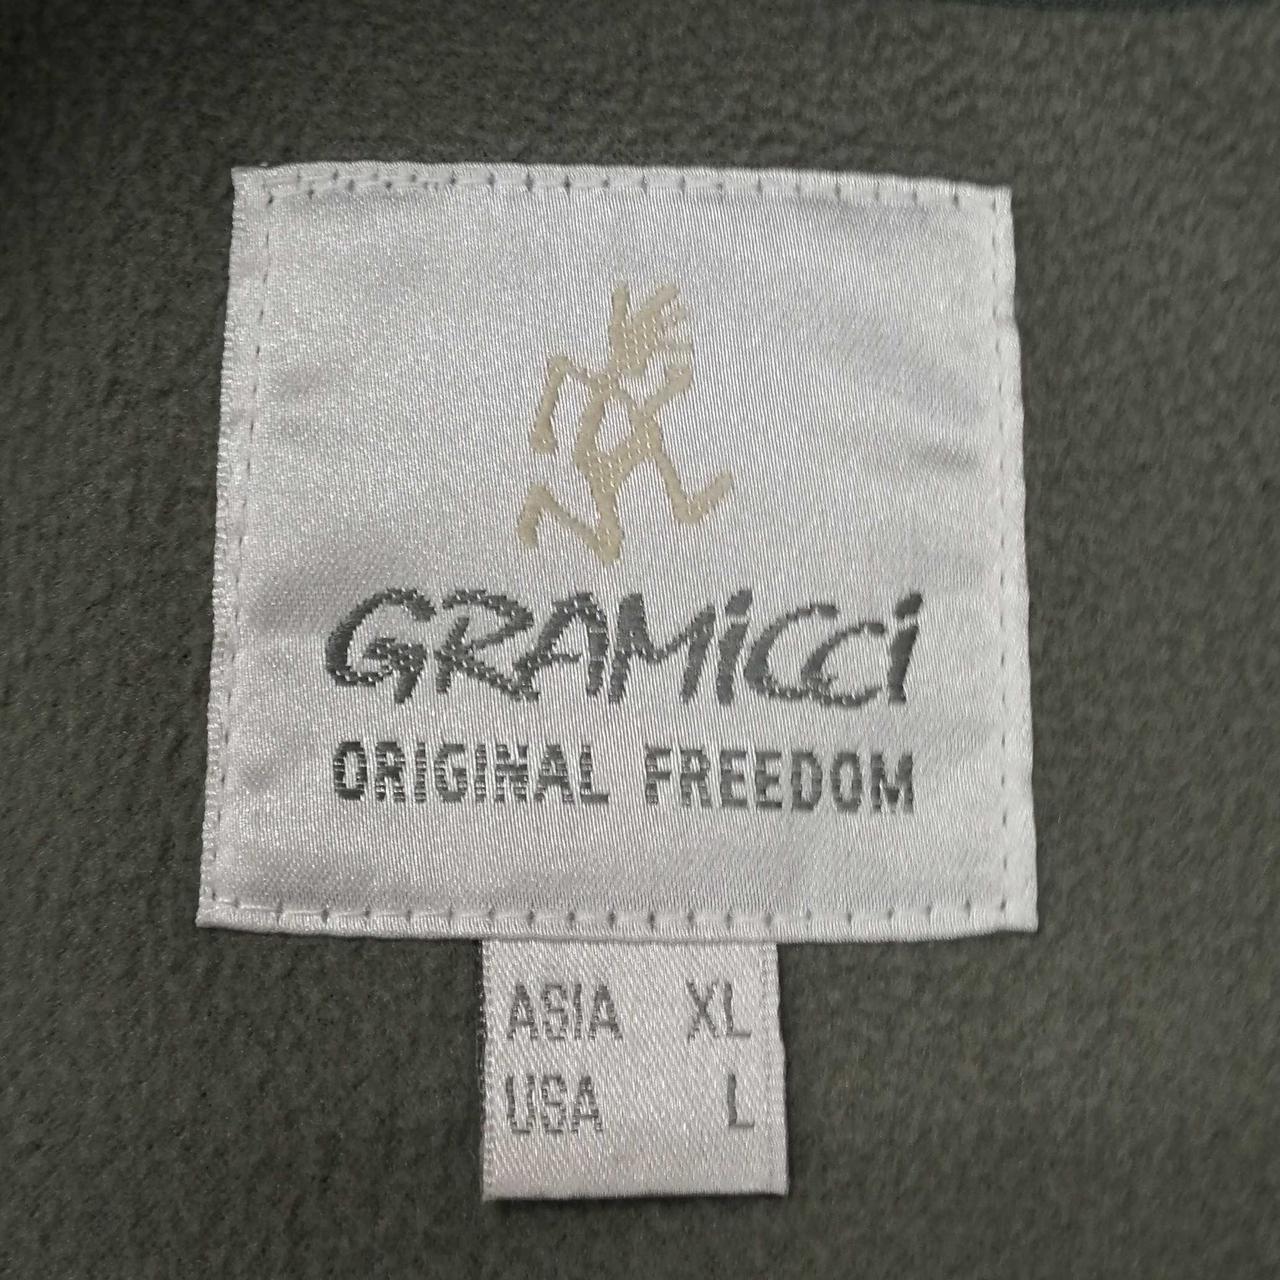 GRAMiCCi
ORIGINAL FREEDOM
ASIA XL
USA L